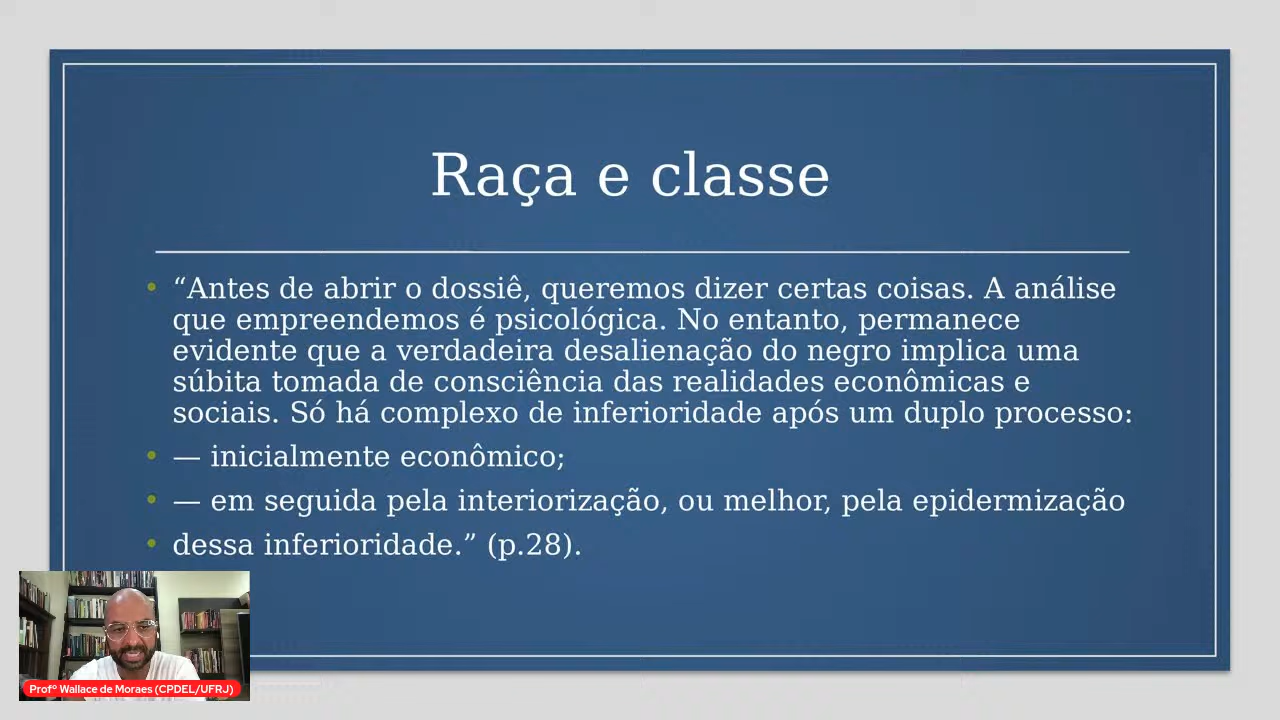 Raça e classe
• “Antes de abrir o dossiê, queremos dizer certas coisas. A análise
que empreendemos é psicológica. No entanto, permanece
evidente que a verdadeira desalienação do negro implica uma
súbita tomada de consciência das realidades econômicas e
sociais. Só há complexo de inferioridade após um duplo processo:
• — inicialmente econômico;
• — em seguida pela interiorização, ou melhor, pela epidermização
• dessa inferioridade.” (p.28).
Profº Wallace de Moraes (CPDEL/UFRJ)